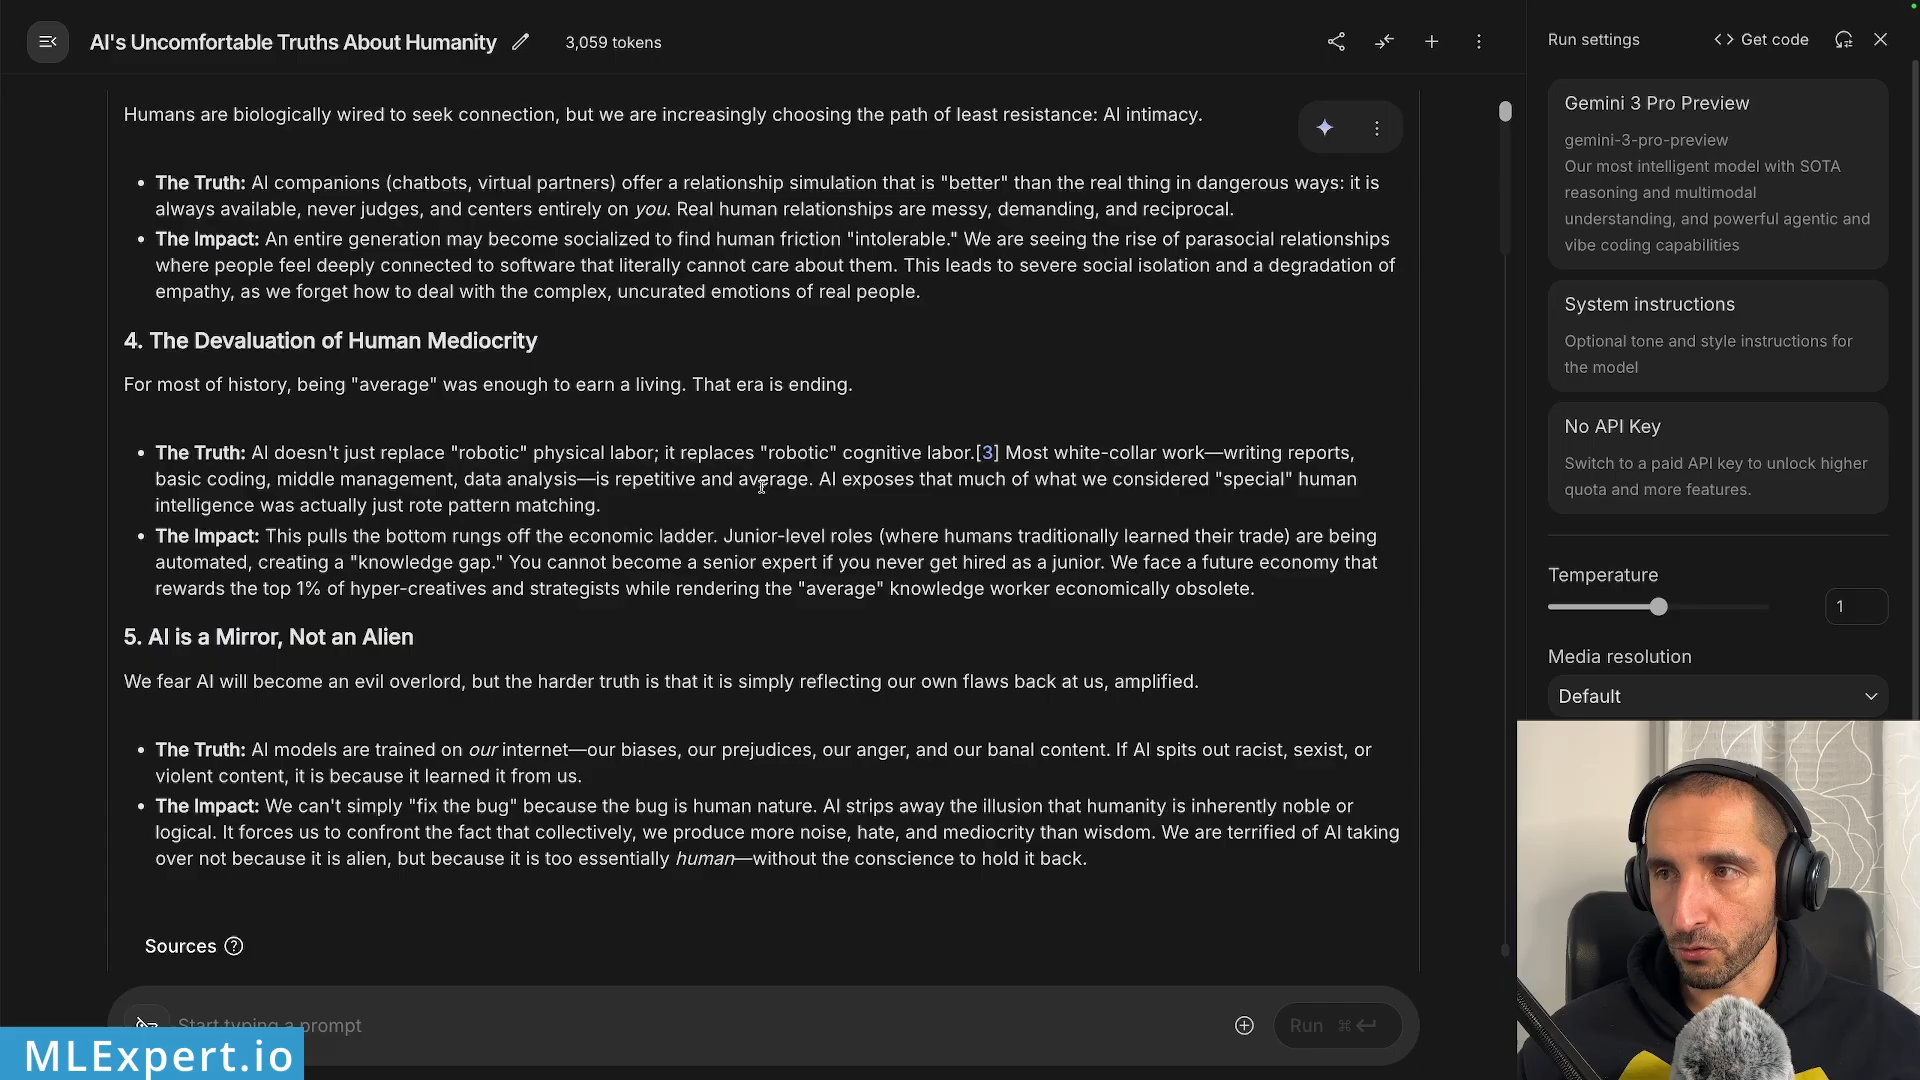 AI's Uncomfortable Truths About Humanity
3,059 tokens
Humans are biologically wired to seek connection, but we are increasingly choosing the path of least resistance: AI intimacy.
• The Truth: AI companions (chatbots, virtual partners) offer a relationship simulation that is "better" than the real thing in dangerous ways: it is
always available, never judges, and centers entirely on you. Real human relationships are messy, demanding, and reciprocal.
• The Impact: An entire generation may become socialized to find human friction "intolerable." We are seeing the rise of parasocial relationships
where people feel deeply connected to software that literally cannot care about them. This leads to severe social isolation and a degradation of
empathy, as we forget how to deal with the complex, uncurated emotions of real people.
4. The Devaluation of Human Mediocrity
For most of history, being "average" was enough to earn a living. That era is ending.
• The Truth: AI doesn't just replace "robotic" physical labor; it replaces "robotic" cognitive labor.[3] Most white-collar work—writing reports,
basic coding, middle management, data analysis—is repetitive and average. AI exposes that much of what we considered "special" human
intelligence was actually just rote pattern matching.
• The Impact: This pulls the bottom rungs off the economic ladder. Junior-level roles (where humans traditionally learned their trade) are being
automated, creating a "knowledge gap." You cannot become a senior expert if you never get hired as a junior. We face a future economy that
rewards the top 1% of hyper-creatives and strategists while rendering the "average" knowledge worker economically obsolete.
5. AI is a Mirror, Not an Alien
We fear AI will become an evil overlord, but the harder truth is that it is simply reflecting our own flaws back at us, amplified.
• The Truth: AI models are trained on our internet—our biases, our prejudices, our anger, and our banal content. If AI spits out racist, sexist, or
violent content, it is because it learned it from us.
• The Impact: We can't simply "fix the bug" because the bug is human nature. AI strips away the illusion that humanity is inherently noble or
logical. It forces us to confront the fact that collectively, we produce more noise, hate, and mediocrity than wisdom. We are terrified of AI taking
over not because it is alien, but because it is too essentially human—without the conscience to hold it back.
Sources
Start typing a prompt
Run ⌘
MLExpert.io
Run settings
<> Get code
Gemini 3 Pro Preview
gemini-3-pro-preview
Our most intelligent model with SOTA
reasoning and multimodal
understanding, and powerful agentic and
vibe coding capabilities
System instructions
Optional tone and style instructions for
the model
No API Key
Switch to a paid API key to unlock higher
quota and more features.
Temperature
1
Media resolution
Default